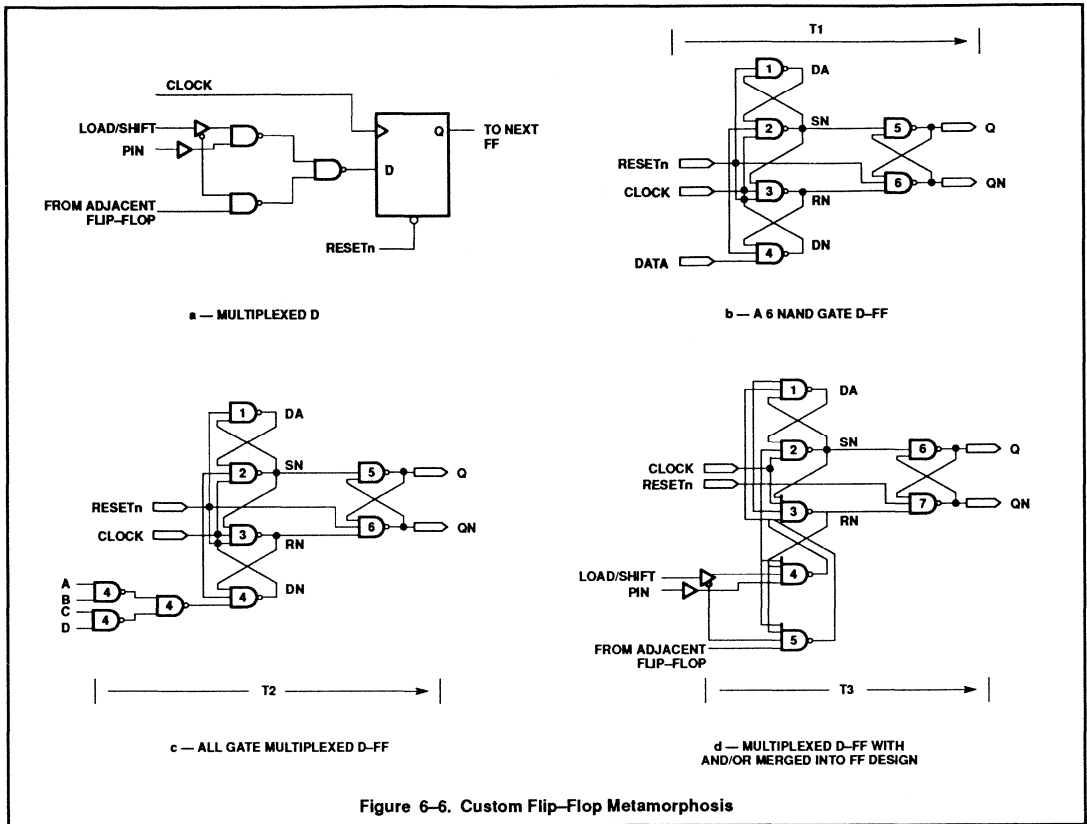 CLOCK
LOAD/SHIFT
PIN
FROM ADJACENT
FLIP–FLOP
Q
D
TO NEXT
FF
RESETn
a — MULTIPLEXED D
T1
1
DA
2
SN
5
Q
RESETn
CLOCK
3
RN
6
QN
4
DN
DATA
b — A 6 NAND GATE D–FF
1
DA
2
SN
5
Q
RESETn
CLOCK
3
RN
6
QN
A
B
C
D
4
4
4
4
DN
T2
c — ALL GATE MULTIPLEXED D–FF
1
DA
2
SN
6
Q
CLOCK
RESETn
3
RN
7
QN
LOAD/SHIFT
PIN
4
5
FROM ADJACENT
FLIP–FLOP
T3
d — MULTIPLEXED D–FF WITH
AND/OR MERGED INTO FF DESIGN
Figure 6–6. Custom Flip–Flop Metamorphosis